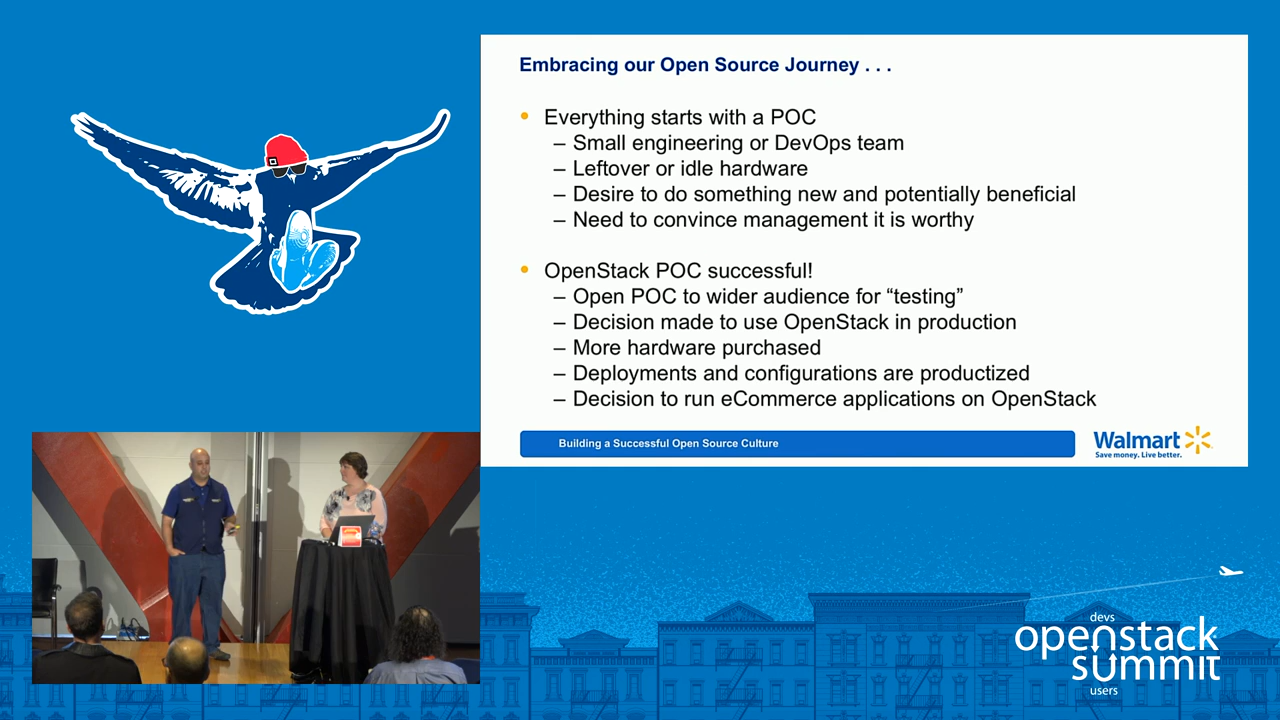 Embracing our Open Source Journey . . .
• Everything starts with a POC
– Small engineering or DevOps team
– Leftover or idle hardware
– Desire to do something new and potentially beneficial
– Need to convince management it is worthy
• OpenStack POC successful!
– Open POC to wider audience for “testing”
– Decision made to use OpenStack in production
– More hardware purchased
– Deployments and configurations are productized
– Decision to run eCommerce applications on OpenStack
Building a Successful Open Source Culture
Walmart
Save money. Live better.
devs
openstack
summit
users